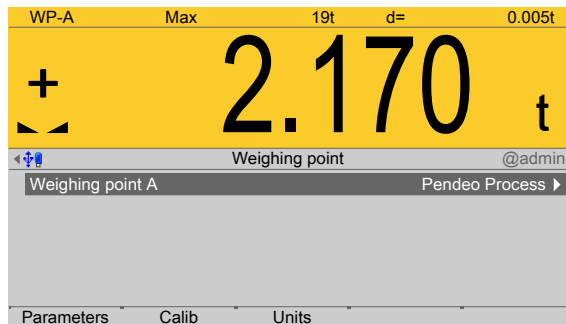 WP-A Max 19t d= 0.005t
+ 2.170 t
Weighing point @admin
Weighing point A Pendeo Process
Parameters Calib Units